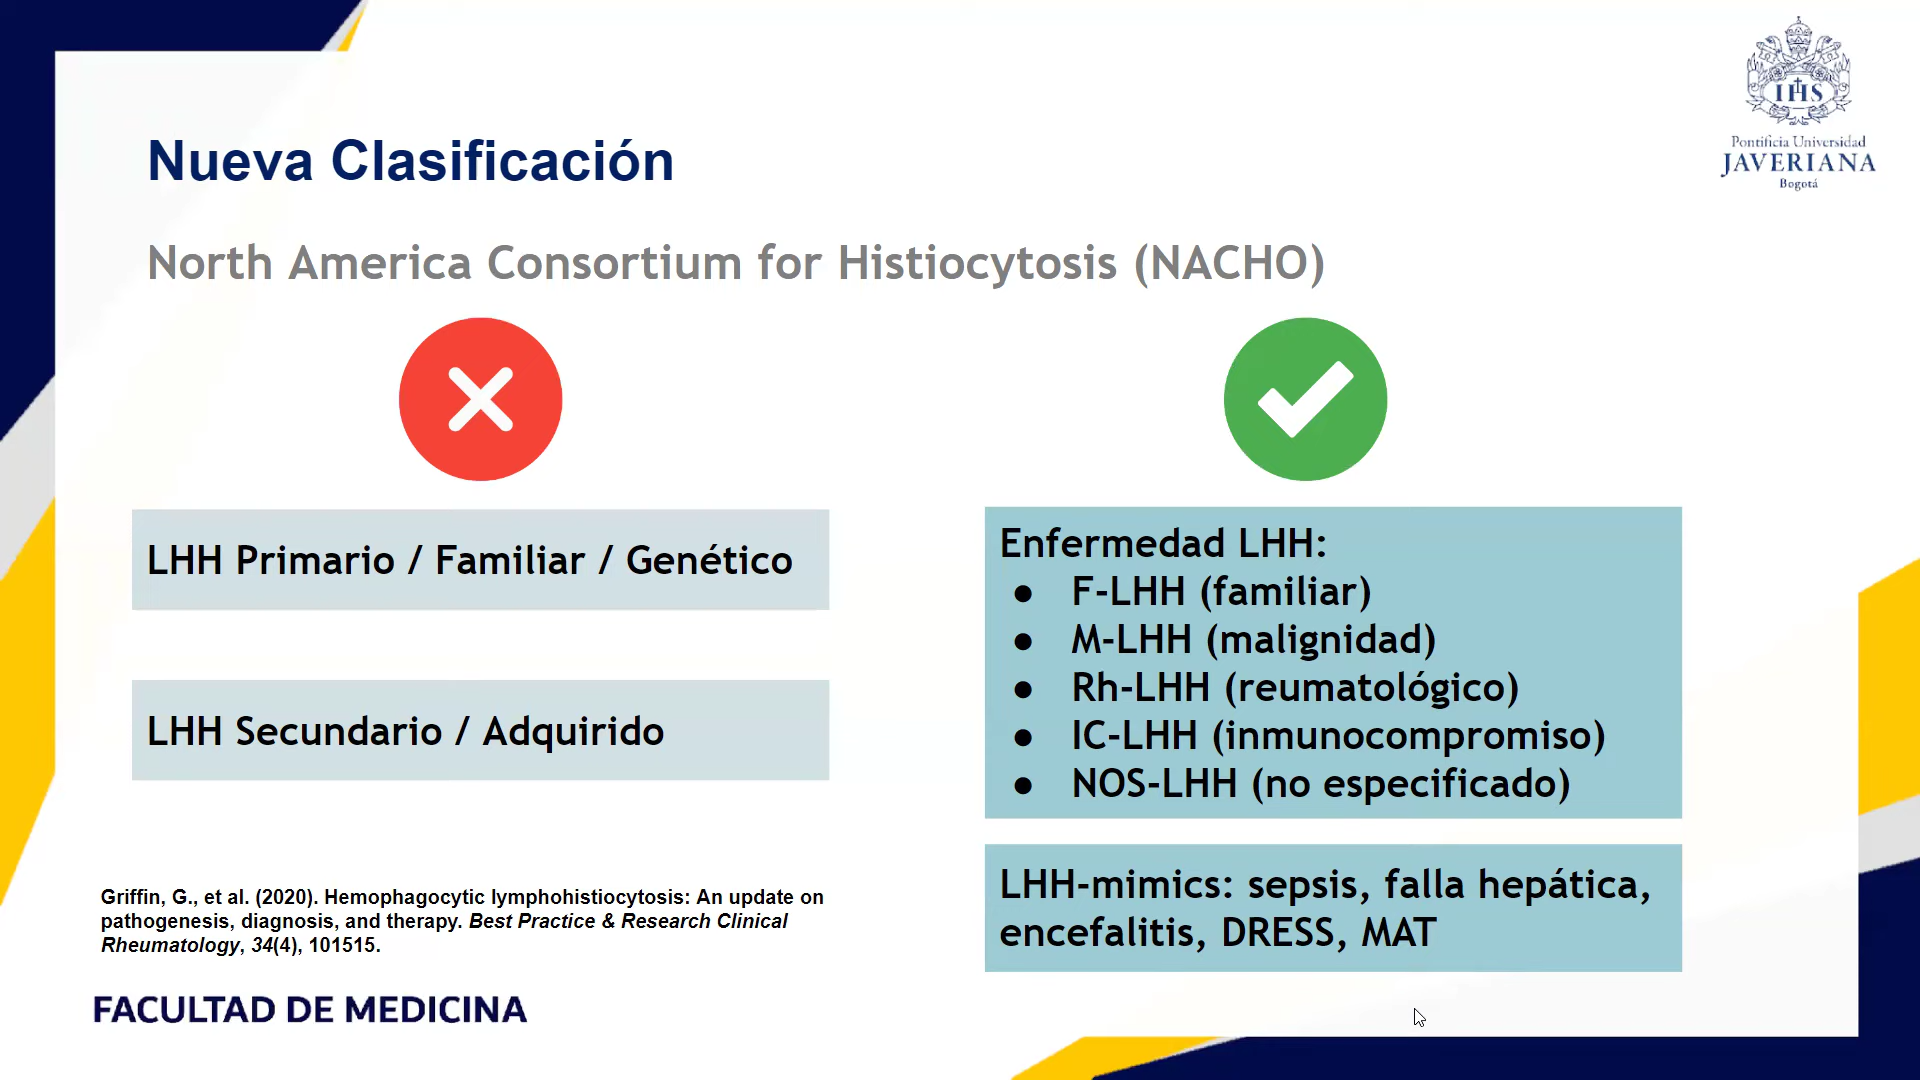 IHS
Pontificia Universidad
JAVERIANA
Bogotá
Nueva Clasificación
North America Consortium for Histiocytosis (NACHO)
LHH Primario / Familiar / Genético
LHH Secundario / Adquirido
Enfermedad LHH:
● F-LHH (familiar)
● M-LHH (malignidad)
● Rh-LHH (reumatológico)
● IC-LHH (inmunocompromiso)
● NOS-LHH (no especificado)
LHH-mimics: sepsis, falla hepática,
encefalitis, DRESS, MAT
Griffin, G., et al. (2020). Hemophagocytic lymphohistiocytosis: An update on
pathogenesis, diagnosis, and therapy. Best Practice & Research Clinical
Rheumatology, 34(4), 101515.
FACULTAD DE MEDICINA